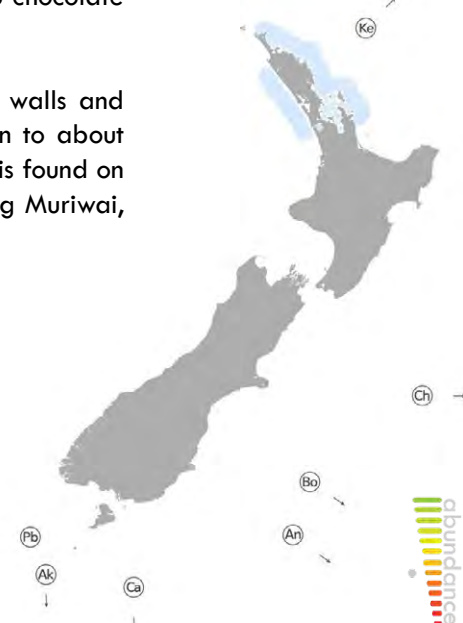 chocolate
walls and
n to about
is found on
g Muriwai,
Ke
Ch
Bo
An
Pb
Ak
Ca
abundance